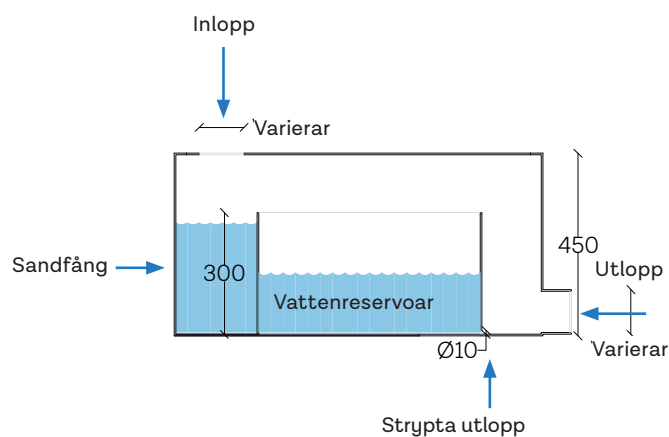 Inlopp
Varierar
450
Sandfång
300
Utlopp
Vattenreservoar
Ø10
Varierar
Strypta utlopp